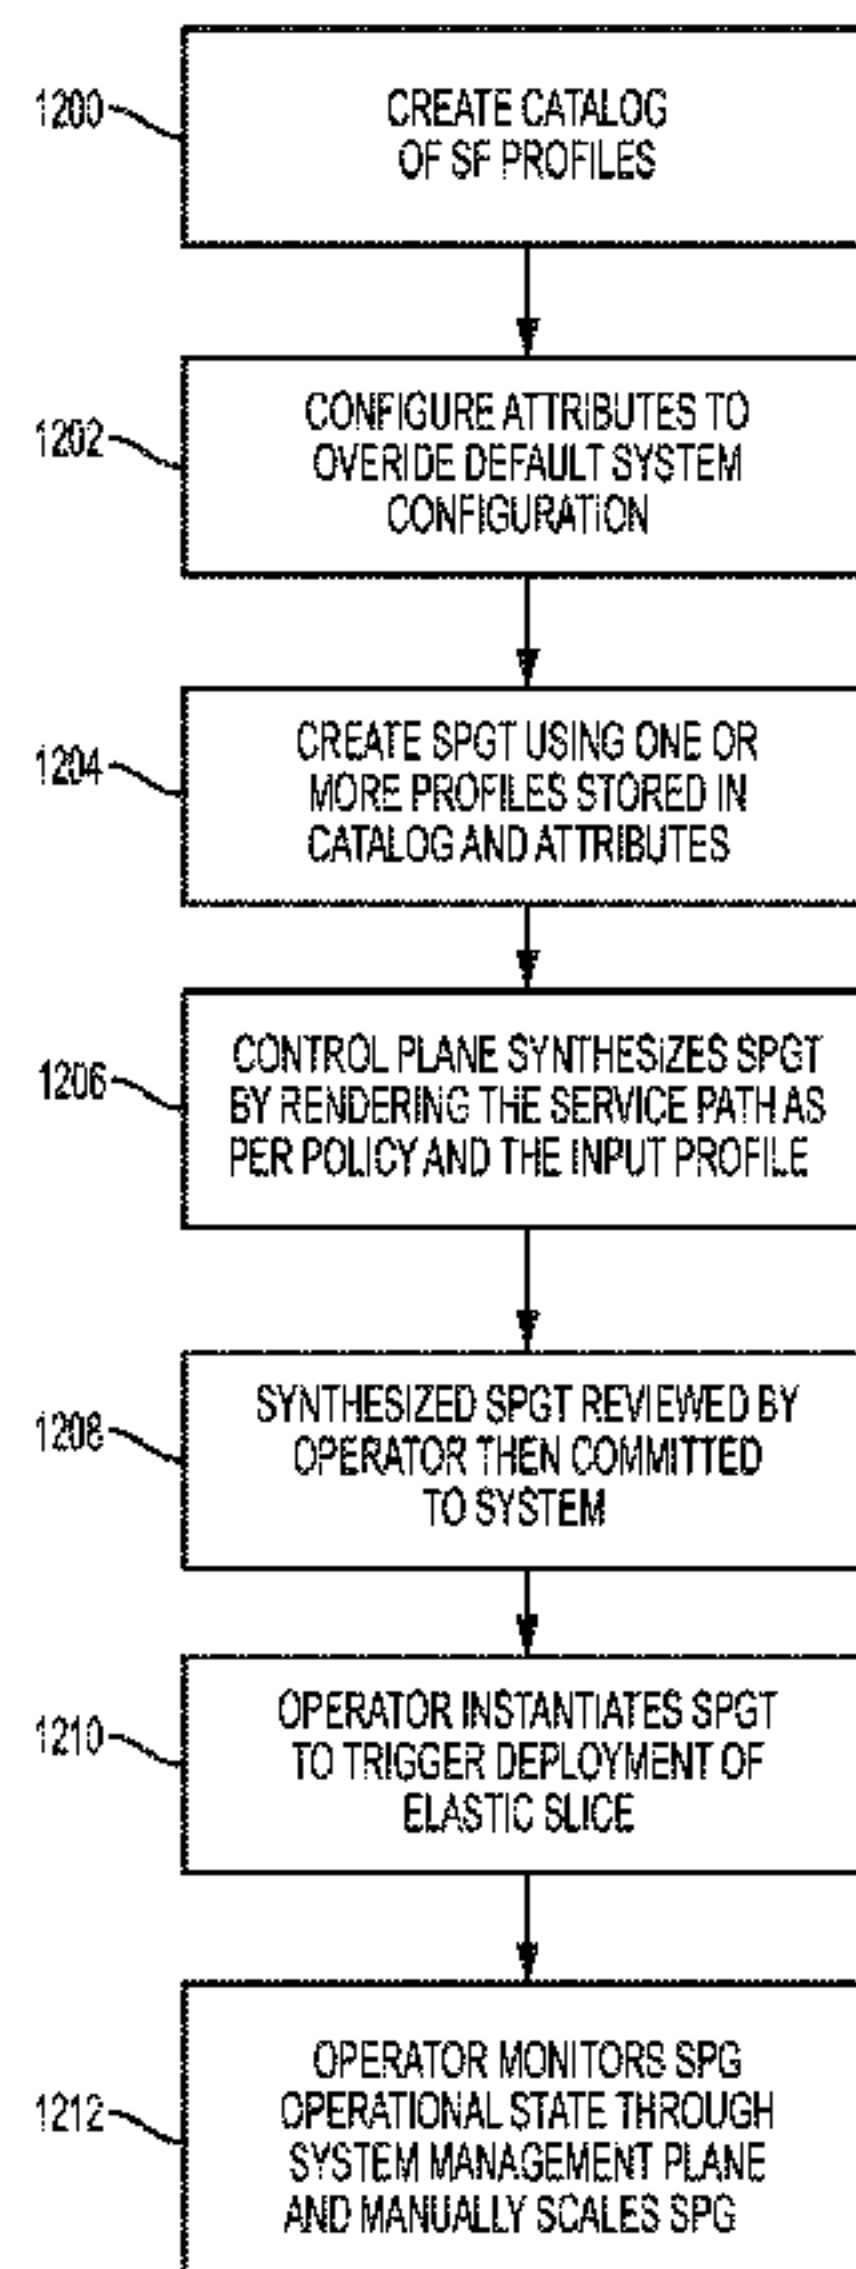 1200
CREATE CATALOG
OF SF PROFILES
1202
CONFIGURE ATTRIBUTES TO
OVERIDE DEFAULT SYSTEM
CONFIGURATION
1204
CREATE SPGT USING ONE OR
MORE PROFILES STORED IN
CATALOG AND ATTRIBUTES
1206
CONTROL PLANE SYNTHESIZES SPGT
BY RENDERING THE SERVICE PATH AS
PER POLICY AND THE INPUT PROFILE
1208
SYNTHESIZED SPGT REVIEWED BY
OPERATOR THEN COMMITTED
TO SYSTEM
1210
OPERATOR INSTANTIATES SPGT
TO TRIGGER DEPLOYMENT OF
ELASTIC SLICE
1212
OPERATOR MONITORS SPG
OPERATIONAL STATE THROUGH
SYSTEM MANAGEMENT PLANE
AND MANUALLY SCALES SPG